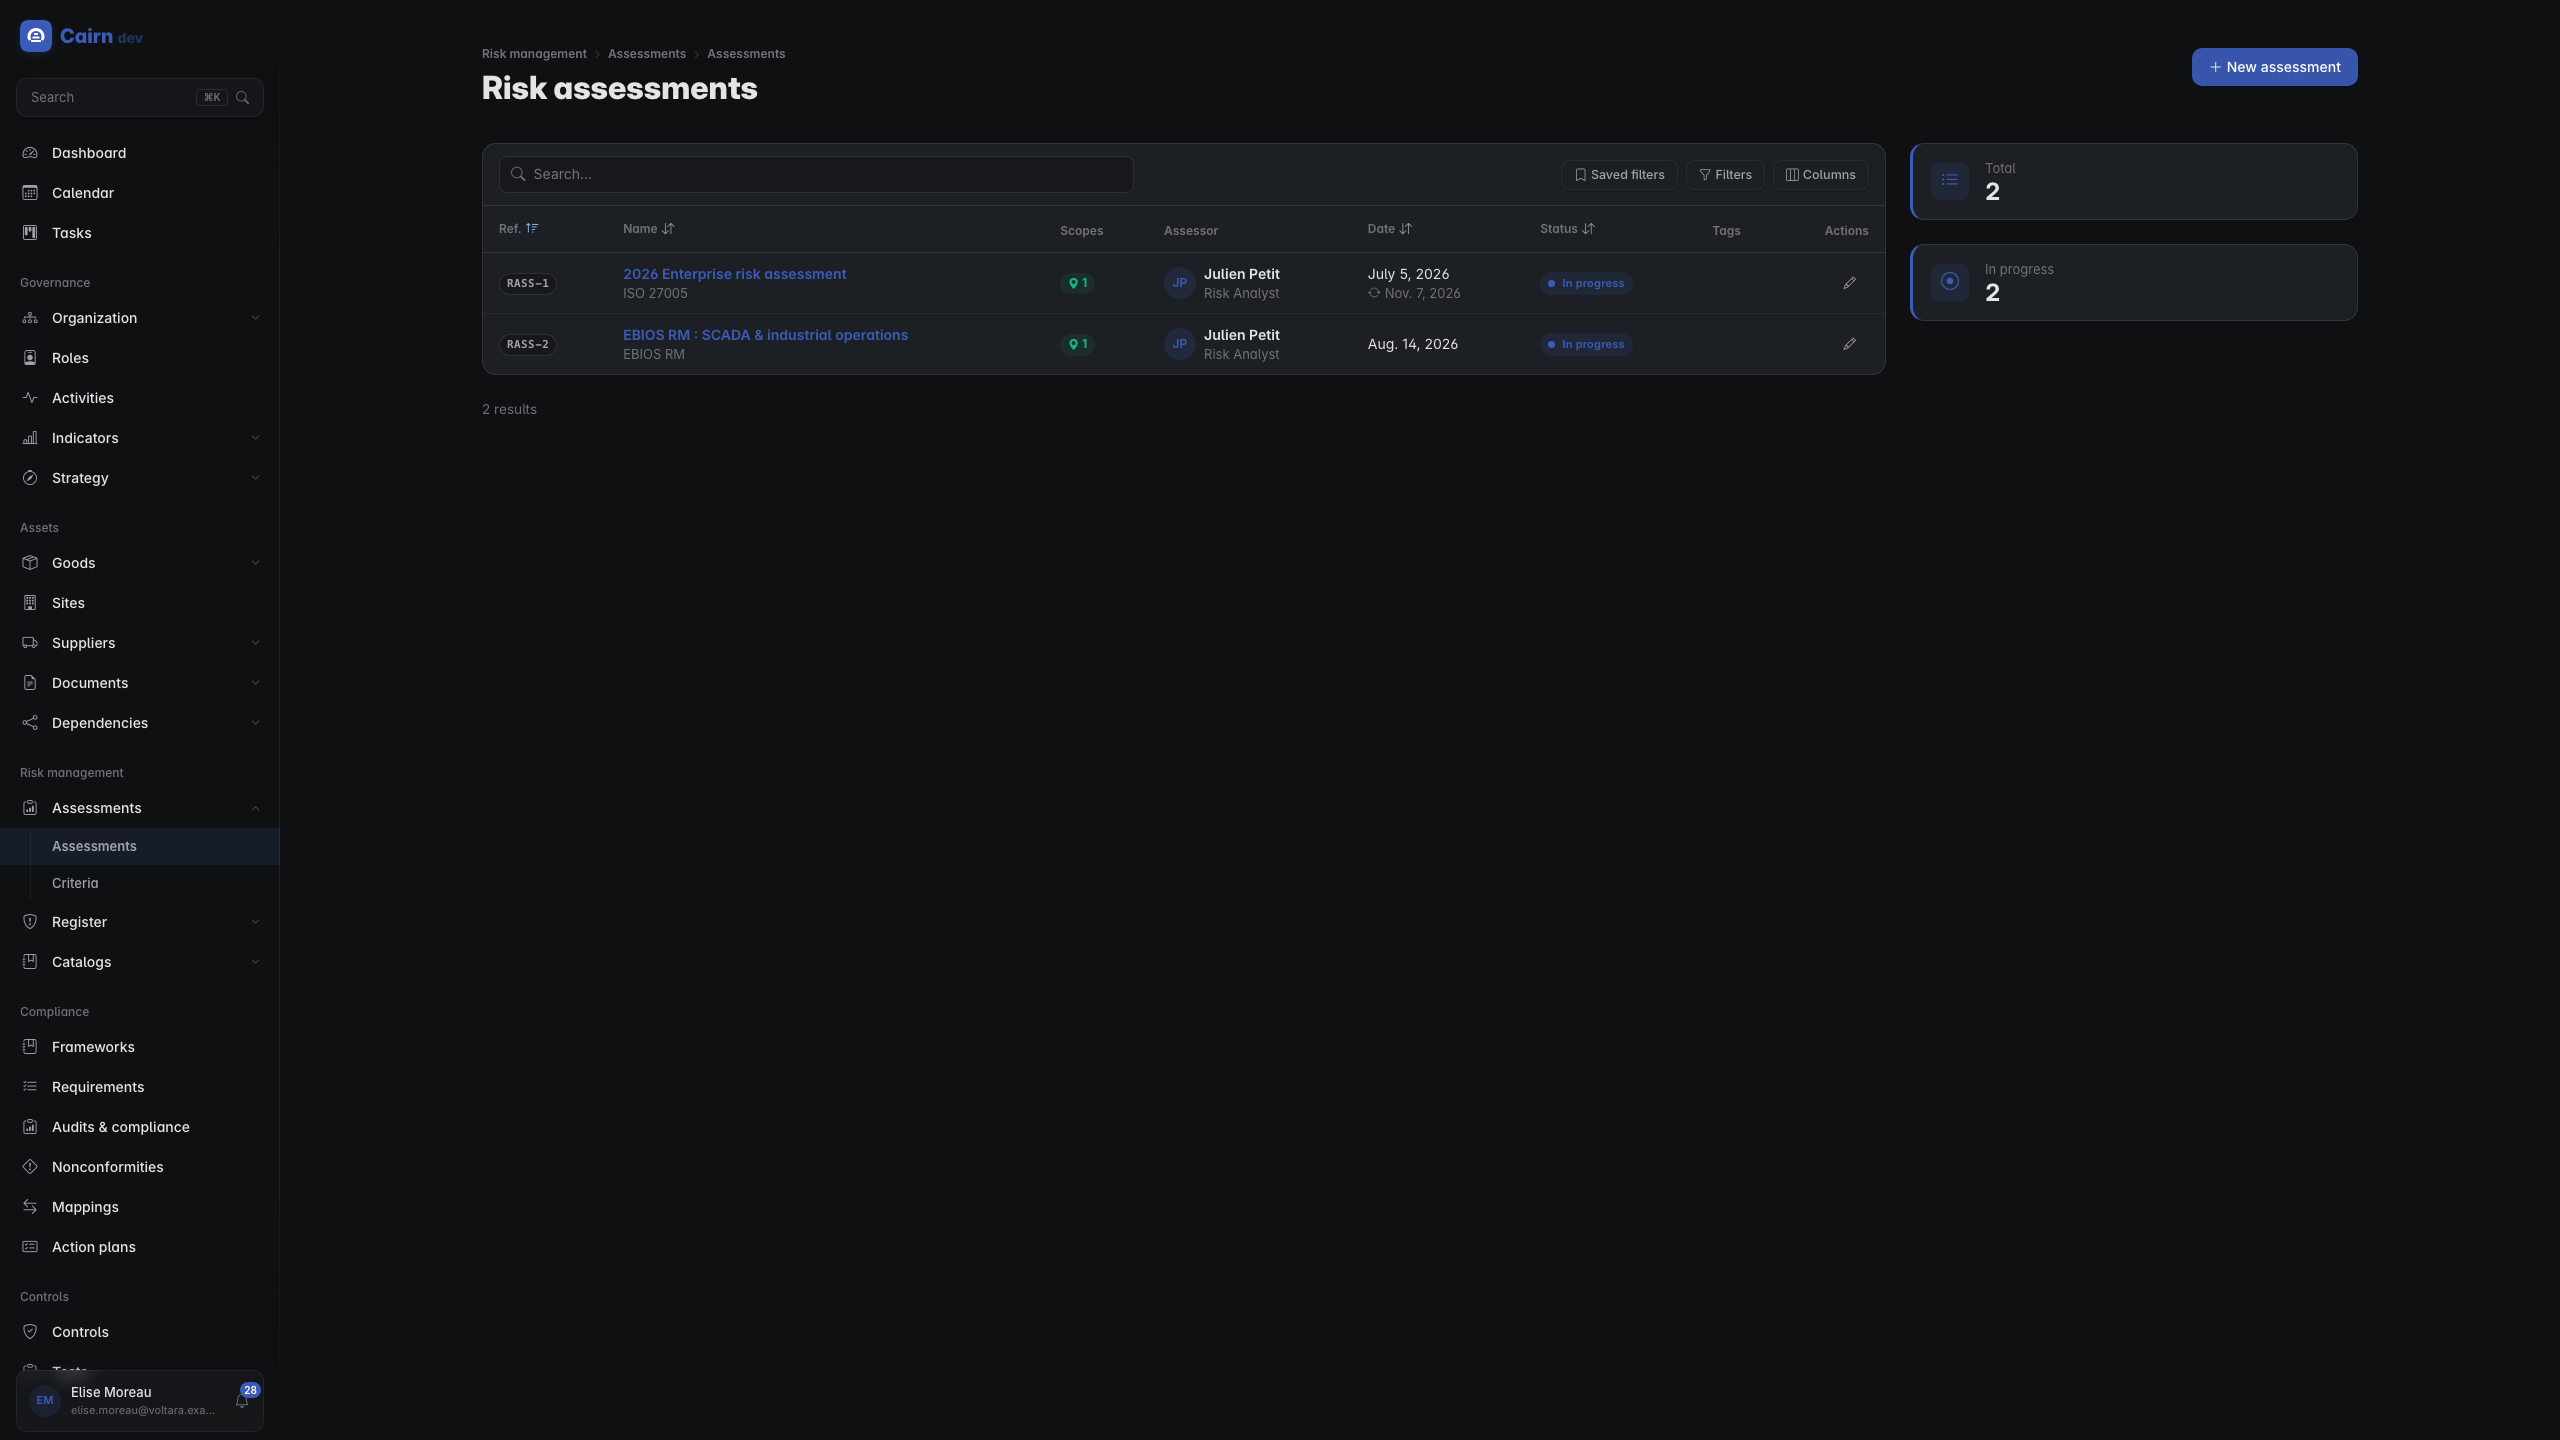 Cairn dev
Search ⌘K
Dashboard
Calendar
Tasks
Governance
Organization
Roles
Activities
Indicators
Strategy
Assets
Goods
Sites
Suppliers
Documents
Dependencies
Risk management
Assessments
Assessments
Criteria
Register
Catalogs
Compliance
Frameworks
Requirements
Audits & compliance
Nonconformities
Mappings
Action plans
Controls
Controls
EM Elise Moreau 28
elise.moreau@voltara.exa...
Risk management > Assessments > Assessments
Risk assessments
+ New assessment
Search...
Saved filters Filters Columns
Ref. Name Scopes Assessor Date Status Tags Actions
RASS-1 2026 Enterprise risk assessment 1 JP Julien Petit July 5, 2026 In progress
ISO 27005 Risk Analyst Nov. 7, 2026
RASS-2 EBIOS RM : SCADA & industrial operations 1 JP Julien Petit Aug. 14, 2026 In progress
EBIOS RM Risk Analyst
2 results
Total
2
In progress
2